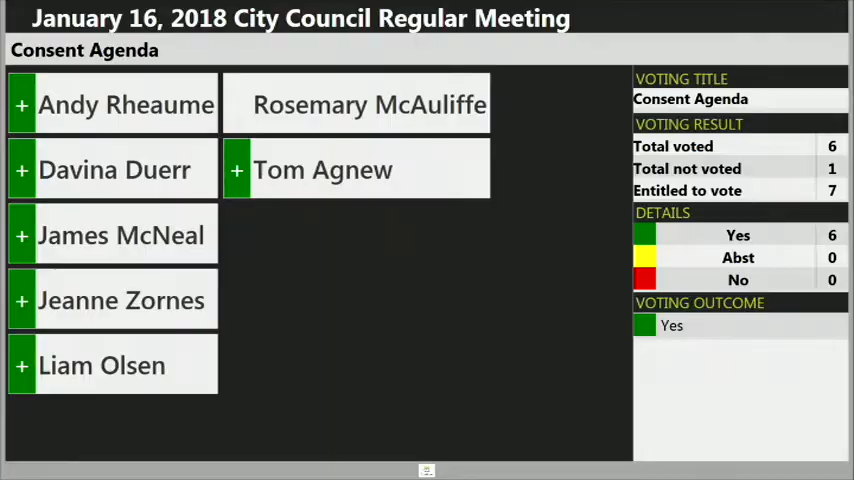 January 16, 2018 City Council Regular Meeting
Consent Agenda
+ Andy Rheaume
Rosemary McAuliffe
+ Davina Duerr
+ Tom Agnew
+ James McNeal
+ Jeanne Zornes
+ Liam Olsen
VOTING TITLE
Consent Agenda
VOTING RESULT
Total voted 6
Total not voted 1
Entitled to vote 7
DETAILS
Yes 6
Abst 0
No 0
VOTING OUTCOME
Yes